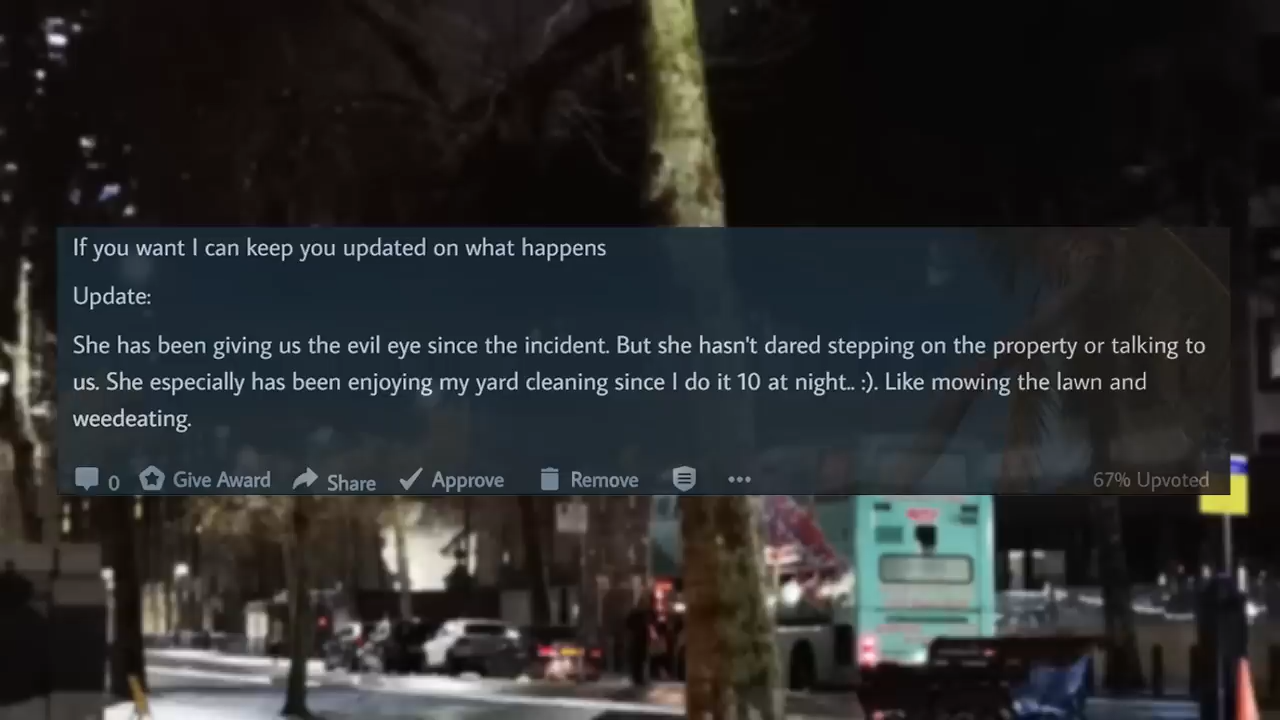 If you want I can keep you updated on what happens
Update:
She has been giving us the evil eye since the incident. But she hasn't dared stepping on the property or talking to
us. She especially has been enjoying my yard cleaning since I do it 10 at night.. :). Like mowing the lawn and
weedeating.
0 Give Award Share Approve Remove ••• 67% Upvoted